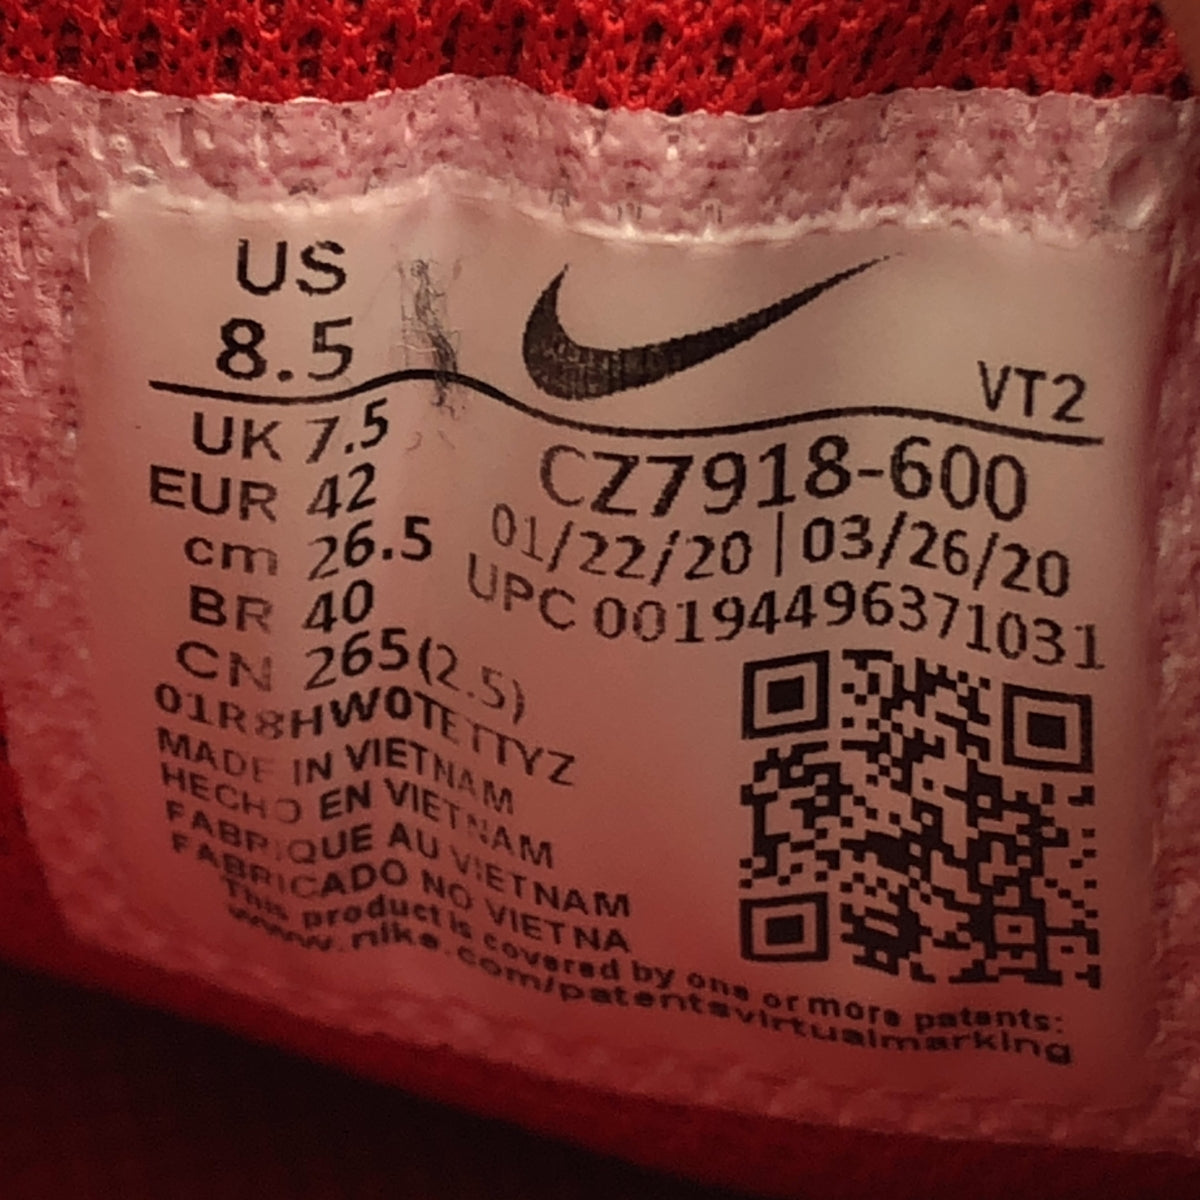 US
8.5
VT2
UK 7.5
EUR 42
cm 26.5
BR 40
CN 265(2.5)
CZ7918-600
01/22/20 | 03/26/20
UPC 00194496371031
01R8HW0TETTYZ
MADE IN VIETNAM
HECHO EN VIETNAM
FABRIQUE AU VIETNAM
FABRICADO NO VIETNA
This product is covered by one or more patents:
www.nike.com/patentsvirtualmarking